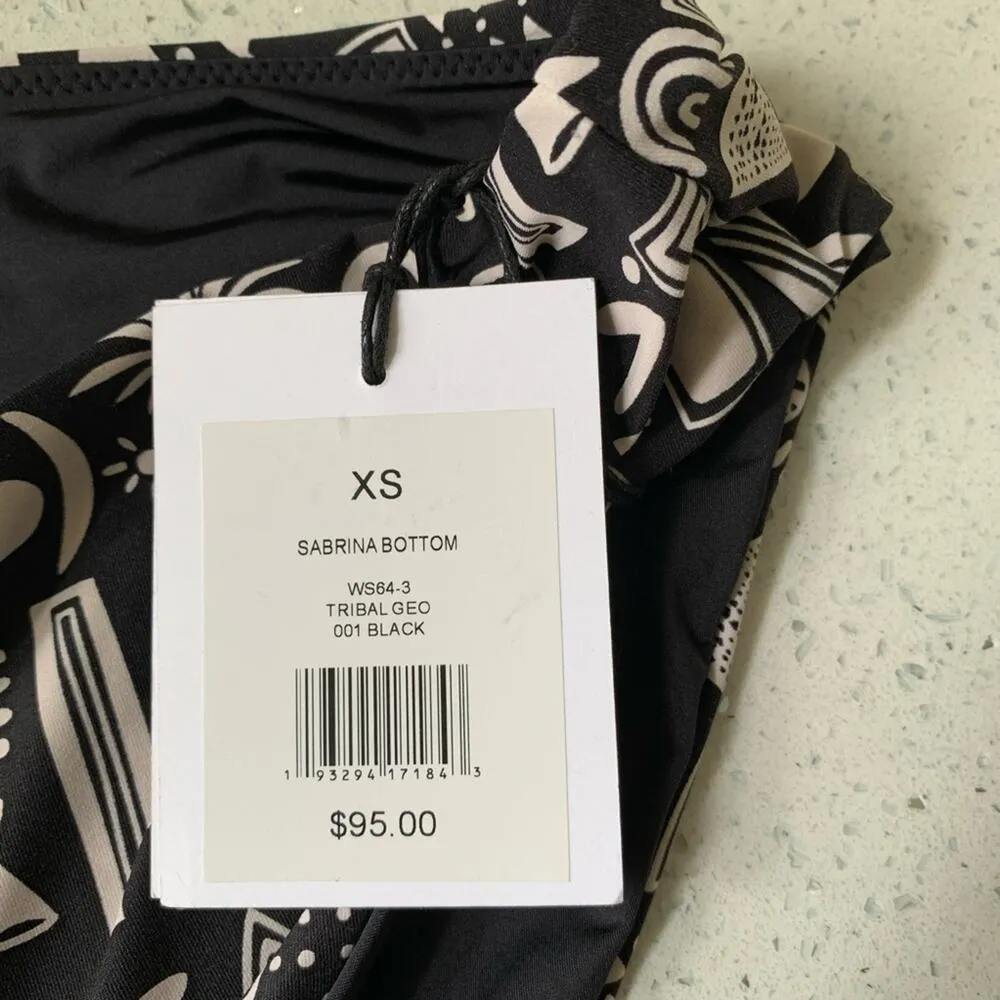 XS
SABRINA BOTTOM
WS64-3
TRIBAL GEO
001 BLACK
1 93294 17184 3
$95.00